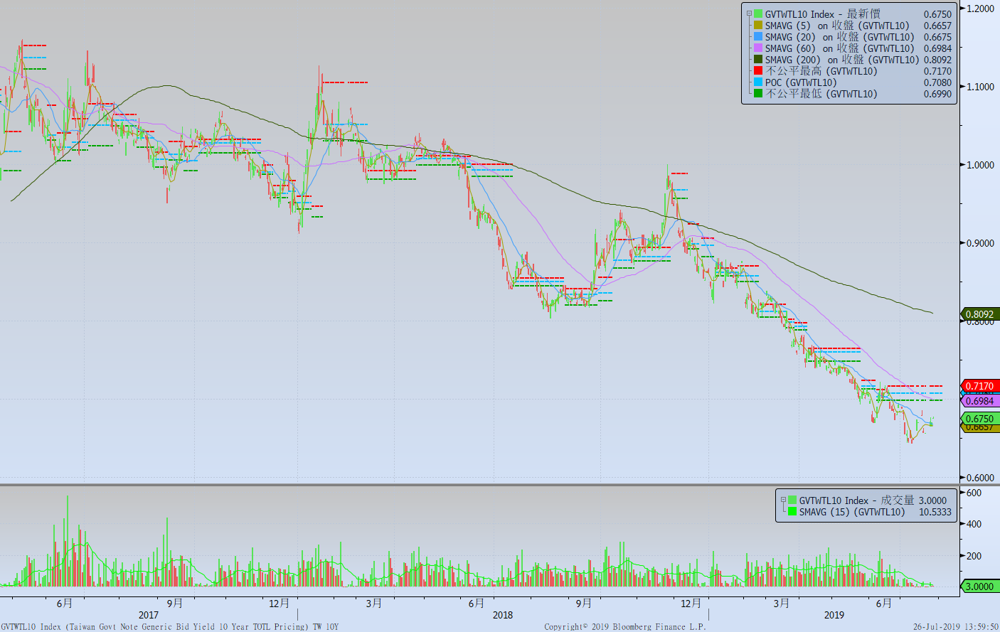 GVTWTL10 Index - 最新價 0.6750
SMAVG (5) on 收盤 (GVTWTL10) 0.6657
SMAVG (20) on 收盤 (GVTWTL10) 0.6675
SMAVG (60) on 收盤 (GVTWTL10) 0.6984
SMAVG (200) on 收盤 (GVTWTL10) 0.8092
不公平最高 (GVTWTL10) 0.7170
POC (GVTWTL10) 0.7080
不公平最低 (GVTWTL10) 0.6990
1.2000
1.1000
1.0000
0.9000
0.8092
0.8000
0.7170
0.6984
0.6750
0.6657
0.6000
GVTWTL10 Index - 成交量 3.0000
SMAVG (15) (GVTWTL10) 10.5333
600
400
200
3.0000
6月 9月 12月 3月 6月 9月 12月 3月 6月
2017 2018 2019
GVTWTL10 Index (Taiwan Govt Note Generic Bid Yield 10 Year TOTL Pricing) TW 10Y Copyright© 2019 Bloomberg Finance L.P. 26-Jul-2019 13:59:50